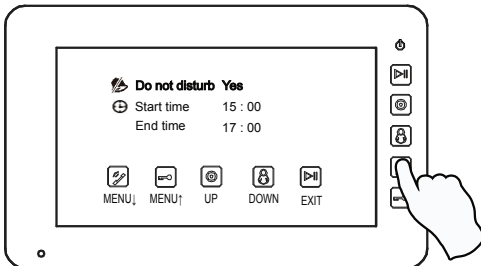 Do not disturb Yes
Start time 15 : 00
End time 17 : 00
MENU↓ MENU↑ UP DOWN EXIT